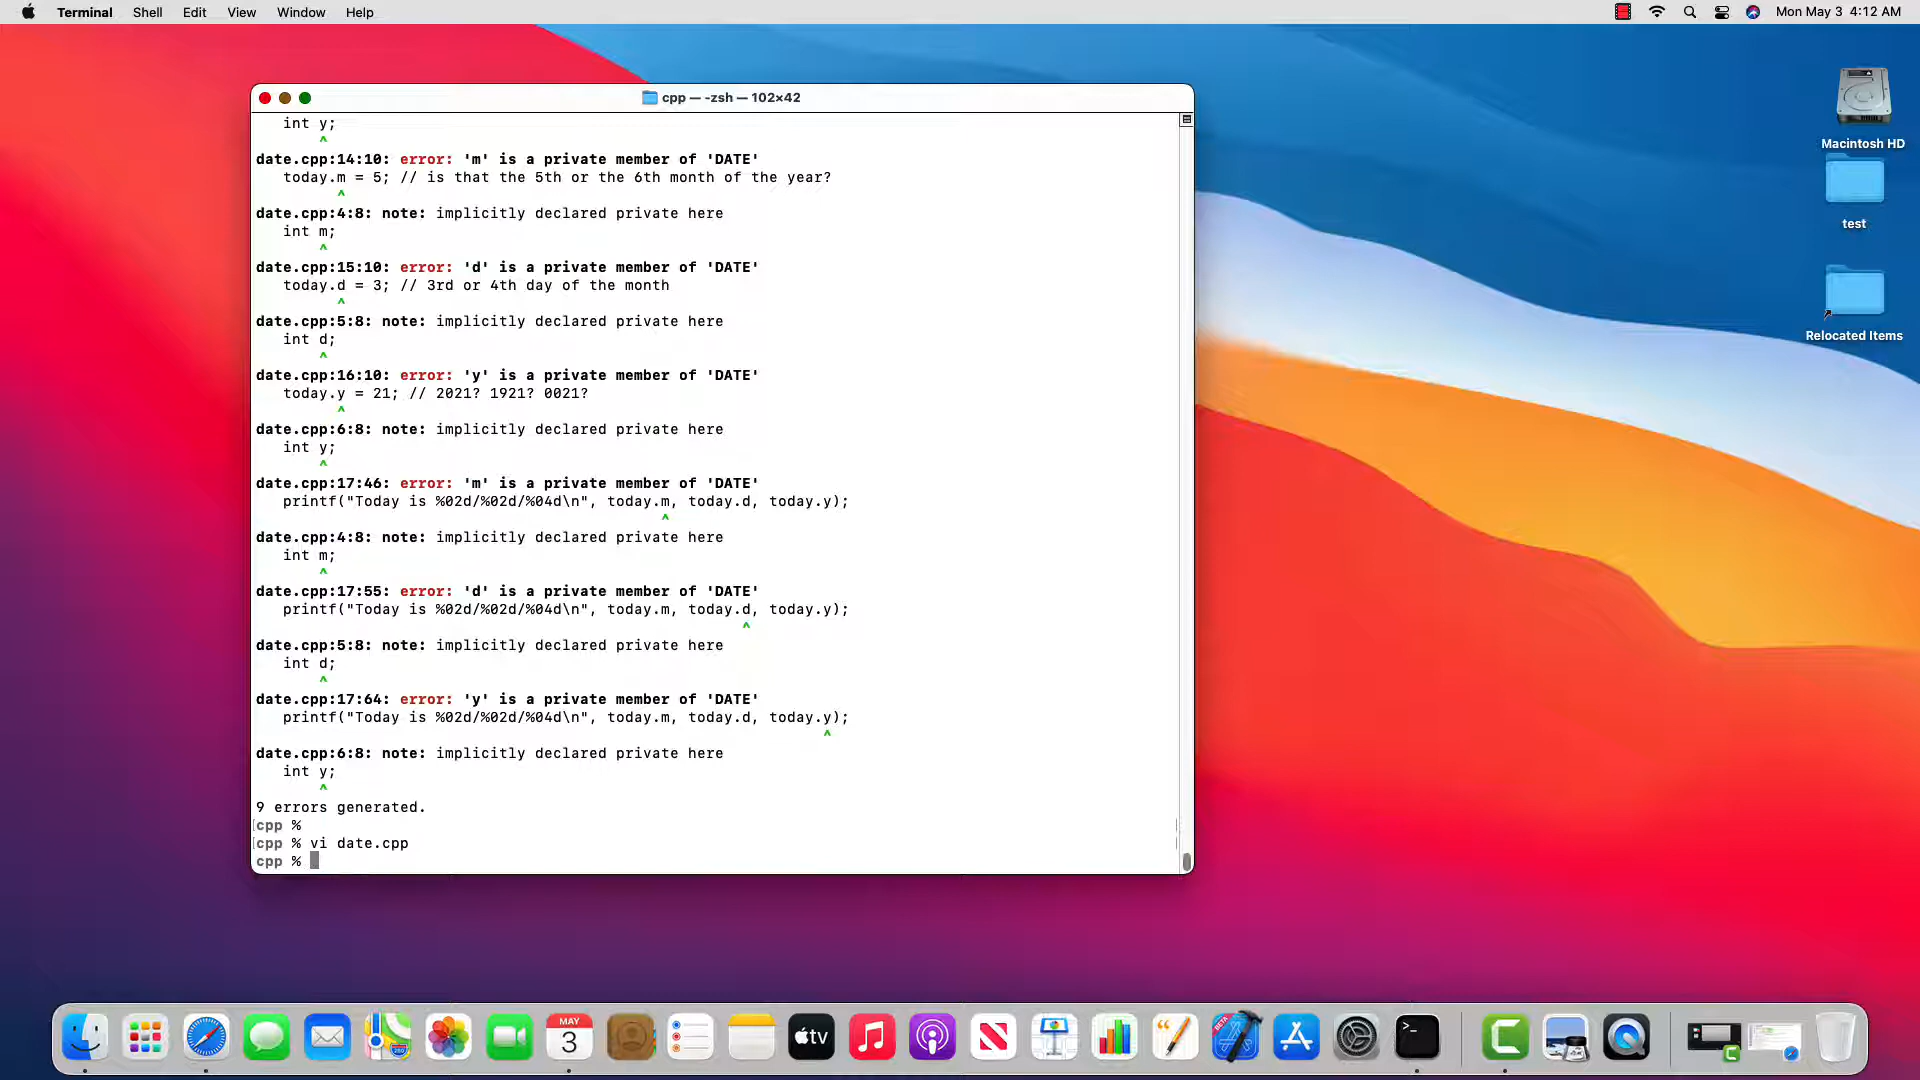 Terminal Shell Edit View Window Help Mon May 3 4:12 AM
cpp — -zsh — 102×42
int y;
^
date.cpp:14:10: error: 'm' is a private member of 'DATE'
today.m = 5; // is that the 5th or the 6th month of the year?
^
date.cpp:4:8: note: implicitly declared private here
int m;
^
date.cpp:15:10: error: 'd' is a private member of 'DATE'
today.d = 3; // 3rd or 4th day of the month
^
date.cpp:5:8: note: implicitly declared private here
int d;
^
date.cpp:16:10: error: 'y' is a private member of 'DATE'
today.y = 21; // 2021? 1921? 0021?
^
date.cpp:6:8: note: implicitly declared private here
int y;
^
date.cpp:17:46: error: 'm' is a private member of 'DATE'
printf("Today is %02d/%02d/%04d\n", today.m, today.d, today.y);
^
date.cpp:4:8: note: implicitly declared private here
int m;
^
date.cpp:17:55: error: 'd' is a private member of 'DATE'
printf("Today is %02d/%02d/%04d\n", today.m, today.d, today.y);
^
date.cpp:5:8: note: implicitly declared private here
int d;
^
date.cpp:17:64: error: 'y' is a private member of 'DATE'
printf("Today is %02d/%02d/%04d\n", today.m, today.d, today.y);
^
date.cpp:6:8: note: implicitly declared private here
int y;
^
9 errors generated.
[cpp %
[cpp % vi date.cpp
cpp %
Macintosh HD
test
Relocated Items
MAY
3
tv
BETA
>_